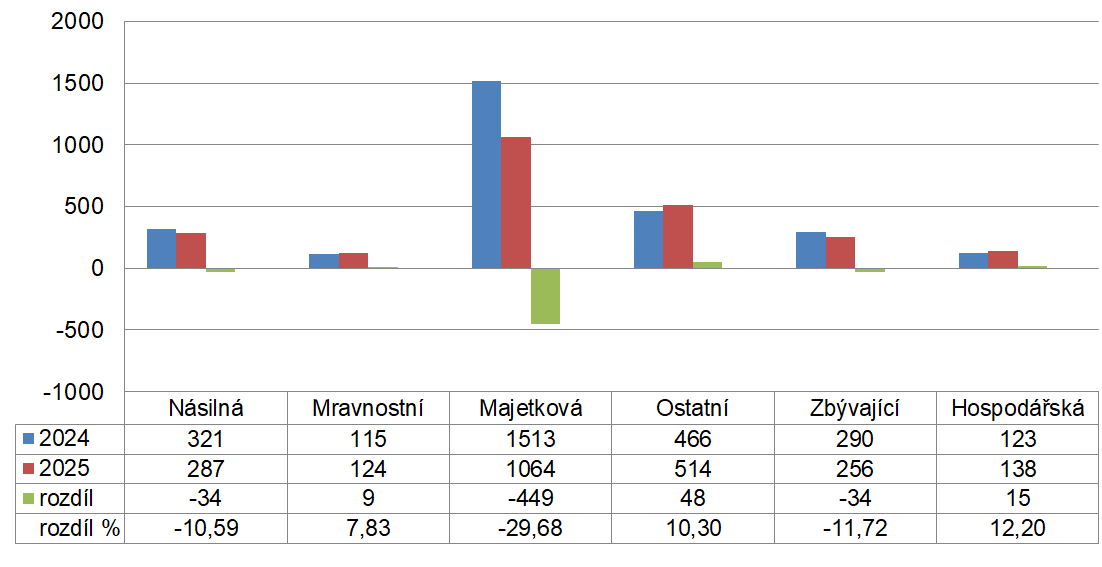 2000
1500
1000
500
0
-500
-1000
Násilná Mravnostní Majetková Ostatní Zbývající Hospodářská
2024 321 115 1513 466 290 123
2025 287 124 1064 514 256 138
rozdíl -34 9 -449 48 -34 15
rozdíl % -10,59 7,83 -29,68 10,30 -11,72 12,20